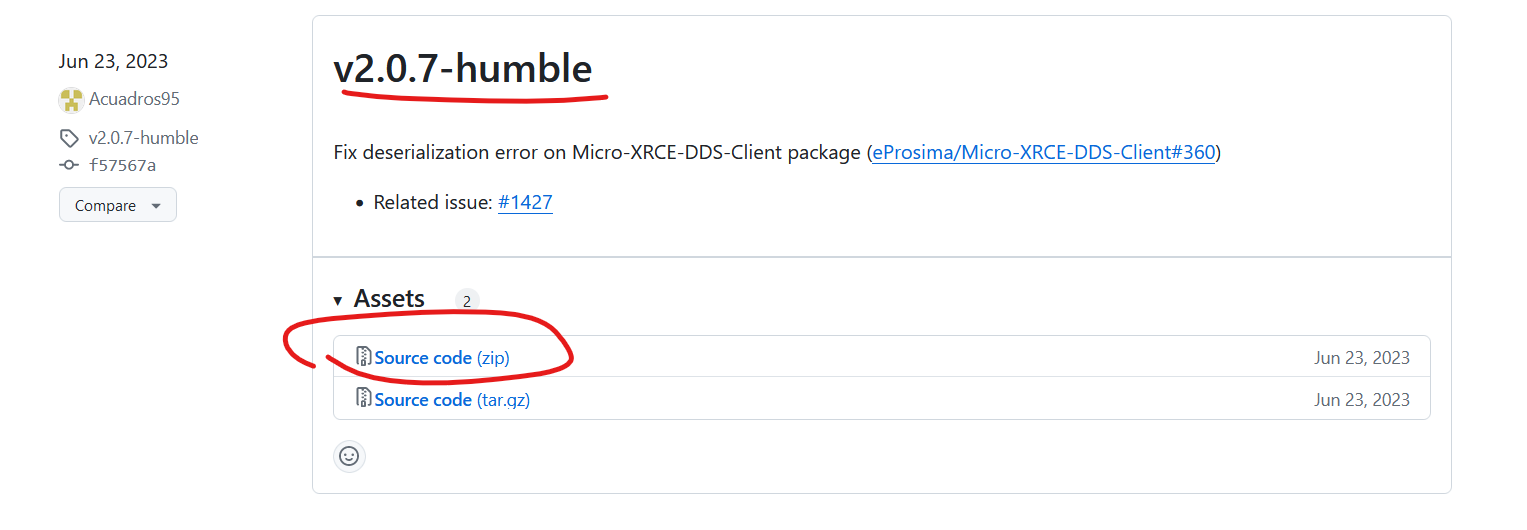 Jun 23, 2023
Acuadros95
v2.0.7-humble
f57567a
Compare
v2.0.7-humble
Fix deserialization error on Micro-XRCE-DDS-Client package (eProsima/Micro-XRCE-DDS-Client#360)
• Related issue: #1427
Assets 2
Source code (zip) Jun 23, 2023
Source code (tar.gz) Jun 23, 2023